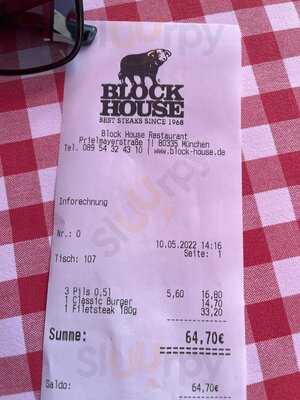 BLOCK
HOUSE
BEST STEAKS SINCE 1968
Block House Restaurant
Prielmayerstraße 1| 80335 München
Tel. 089 54 32 43 10 | www.block-house.de
Inforechnung
Nr.: 0
10.05.2022 14:16
Seite: 1
Tisch: 107
3 Pils 0,5l 5,60 16,80
1 Classic Burger 14,70
1 Filetsteak 180g 33,20
Summe: 64,70€
Saldo: 64,70€